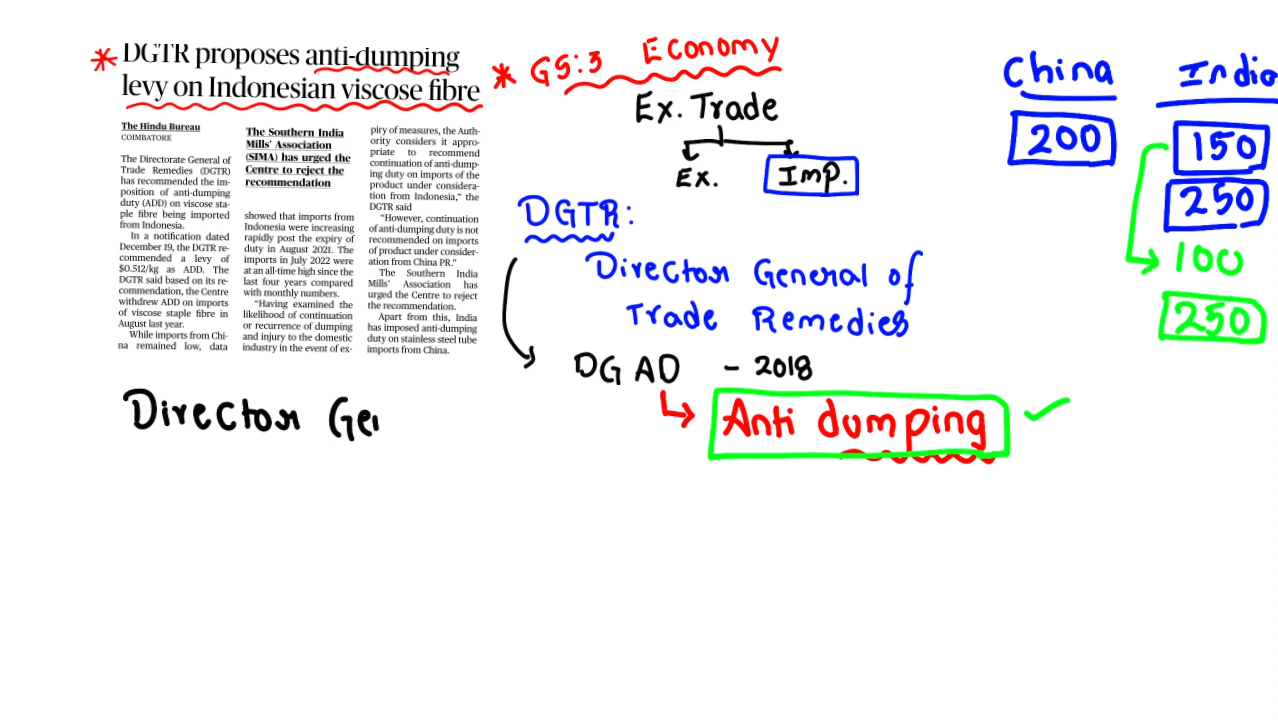 * DGTR proposes anti-dumping
levy on Indonesian viscose fibre
The Hindu Bureau
COIMBATORE
The Directorate General of
Trade Remedies (DGTR)
has recommended the im-
position of anti-dumping
duty (ADD) on viscose sta-
ple fibre being imported
from Indonesia.
In a notification dated
December 19, the DGTR re-
commended a levy of
$0.512/kg as ADD. The
DGTR said based on its re-
commendation, the Centre
withdrew ADD on imports
of viscose staple fibre in
August last year.
While imports from Chi-
na remained low, data
The Southern India
Mills' Association
(SIMA) has urged the
Centre to reject the
recommendation
showed that imports from
Indonesia were increasing
rapidly post the expiry of
duty in August 2021. The
imports in July 2022 were
at an all-time high since the
last four years compared
with monthly numbers.
"Having examined the
likelihood of continuation
or recurrence of dumping
and injury to the domestic
industry in the event of ex-
piry of measures, the Auth-
ority considers it appro-
priate to recommend
continuation of anti-dump-
ing duty on imports of the
product under considera-
tion from Indonesia," the
DGTR said
"However, continuation
of anti-dumping duty is not
recommended on imports
of product under consider-
ation from China PR."
The Southern India
Mills' Association has
urged the Centre to reject
the recommendation.
Apart from this, India
has imposed anti-dumping
duty on stainless steel tube
imports from China.
* GS:3 Economy
Ex. Trade
Ex. Imp.
DGTR:
Director General of
Trade Remedies
DGAD - 2018
Anti dumping
Director Gen
China
200
India
150
250
100
250